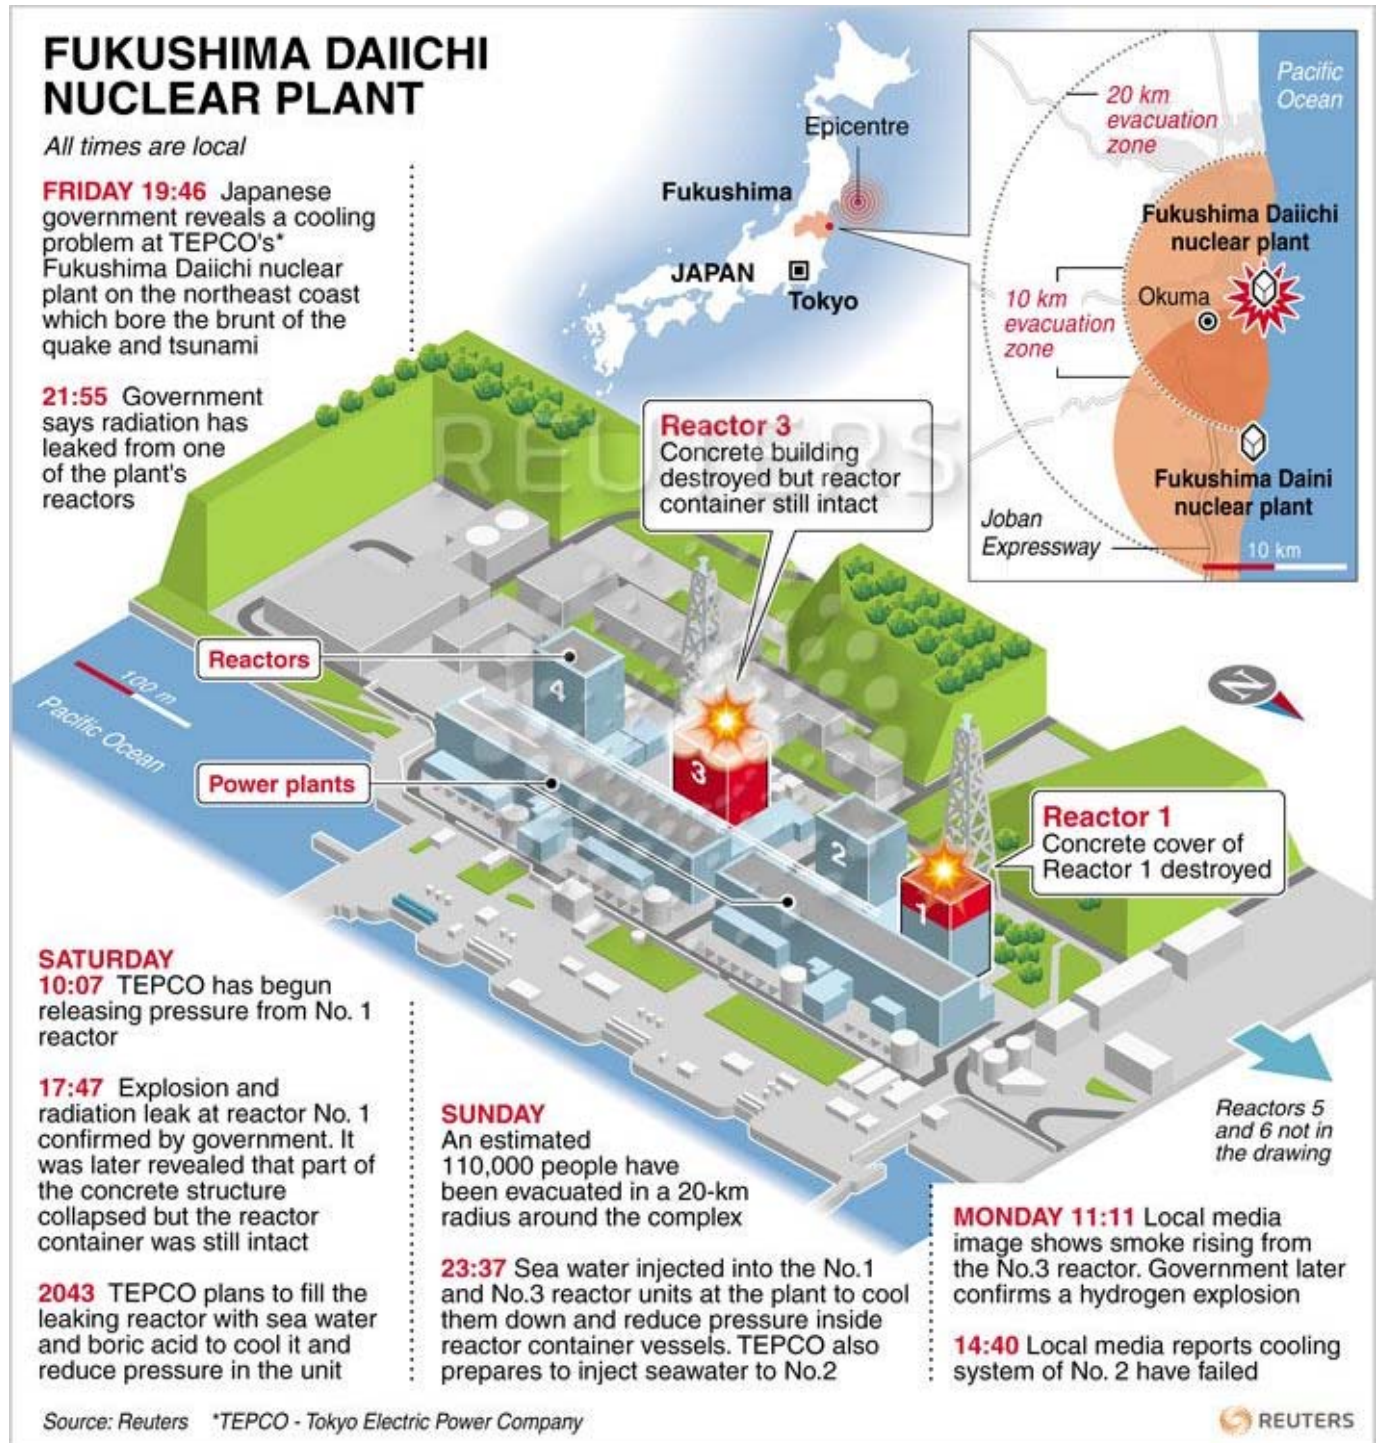 FUKUSHIMA DAIICHI
NUCLEAR PLANT
All times are local
FRIDAY 19:46 Japanese
government reveals a cooling
problem at TEPCO's*
Fukushima Daiichi nuclear
plant on the northeast coast
which bore the brunt of the
quake and tsunami
21:55 Government
says radiation has
leaked from one
of the plant's
reactors
Epicentre
Fukushima
JAPAN
Tokyo
Pacific
Ocean
20 km
evacuation
zone
Fukushima Daiichi
nuclear plant
10 km
evacuation
zone
Okuma
Fukushima Daini
nuclear plant
Joban
Expressway
10 km
REUTERS
Reactor 3
Concrete building
destroyed but reactor
container still intact
Reactors
4
100 m
Pacific Ocean
N
Power plants
3
2
1
Reactor 1
Concrete cover of
Reactor 1 destroyed
Reactors 5
and 6 not in
the drawing
SATURDAY
10:07 TEPCO has begun
releasing pressure from No. 1
reactor
17:47 Explosion and
radiation leak at reactor No. 1
confirmed by government. It
was later revealed that part of
the concrete structure
collapsed but the reactor
container was still intact
2043 TEPCO plans to fill the
leaking reactor with sea water
and boric acid to cool it and
reduce pressure in the unit
SUNDAY
An estimated
110,000 people have
been evacuated in a 20-km
radius around the complex
23:37 Sea water injected into the No.1
and No.3 reactor units at the plant to cool
them down and reduce pressure inside
reactor container vessels. TEPCO also
prepares to inject seawater to No.2
MONDAY 11:11 Local media
image shows smoke rising from
the No.3 reactor. Government later
confirms a hydrogen explosion
14:40 Local media reports cooling
system of No. 2 have failed
Source: Reuters *TEPCO - Tokyo Electric Power Company
REUTERS